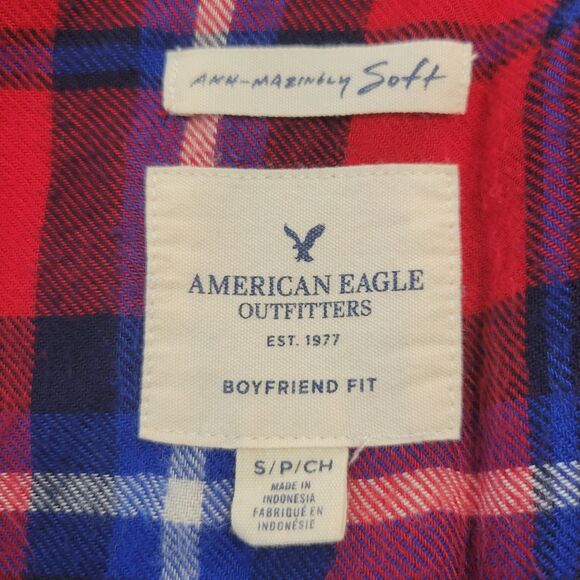 AHH-MAZINGLY Soft
AMERICAN EAGLE
OUTFITTERS
EST. 1977
BOYFRIEND FIT
S/P/CH
MADE IN
INDONESIA
FABRIQUÉ EN
INDONÉSIE